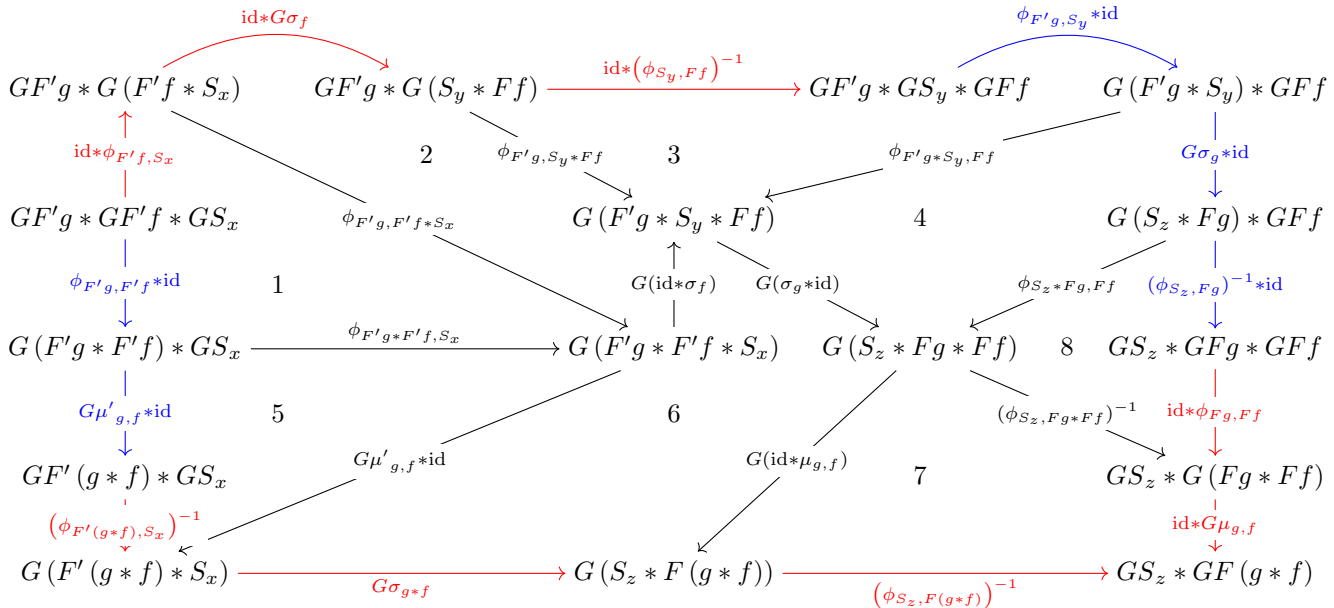 id∗Gσ_f
ϕ_{F′g,S_y}∗id
GF′g ∗ G (F′f ∗ S_x)
GF′g ∗ G (S_y ∗ Ff)
id∗(ϕ_{S_y,Ff})^{−1}
GF′g ∗ GS_y ∗ GFf
G (F′g ∗ S_y) ∗ GFf
id∗ϕ_{F′f,S_x}
2
ϕ_{F′g,S_y∗Ff}
3
ϕ_{F′g∗S_y,Ff}
Gσ_g∗id
GF′g ∗ GF′f ∗ GS_x
ϕ_{F′g,F′f∗S_x}
G (F′g ∗ S_y ∗ Ff)
4
G (S_z ∗ Fg) ∗ GFf
ϕ_{F′g,F′f}∗id
1
G(id∗σ_f)
G(σ_g∗id)
ϕ_{S_z∗Fg,Ff}
(ϕ_{S_z,Fg})^{−1}∗id
G (F′g ∗ F′f) ∗ GS_x
ϕ_{F′g∗F′f,S_x}
G (F′g ∗ F′f ∗ S_x)
G (S_z ∗ Fg ∗ Ff)
8
GS_z ∗ GFg ∗ GFf
Gμ′_{g,f}∗id
5
6
(ϕ_{S_z,Fg∗Ff})^{−1}
id∗ϕ_{Fg,Ff}
Gμ′_{g,f}∗id
G(id∗μ_{g,f})
7
GF′ (g ∗ f) ∗ GS_x
GS_z ∗ G (Fg ∗ Ff)
(ϕ_{F′(g∗f),S_x})^{−1}
id∗Gμ_{g,f}
G (F′ (g ∗ f) ∗ S_x)
Gσ_{g∗f}
G (S_z ∗ F (g ∗ f))
(ϕ_{S_z,F(g∗f)})^{−1}
GS_z ∗ GF (g ∗ f)